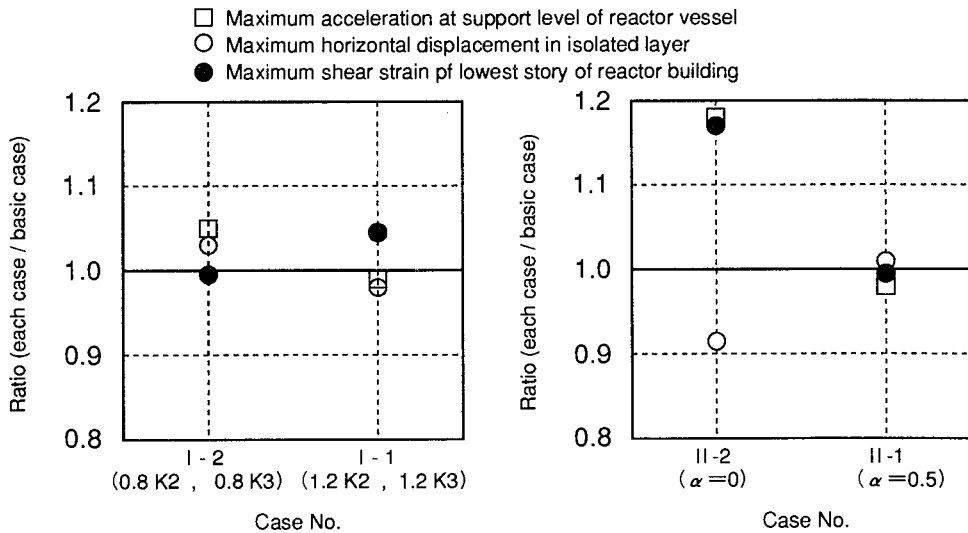 □ Maximum acceleration at support level of reactor vessel
○ Maximum horizontal displacement in isolated layer
● Maximum shear strain pf lowest story of reactor building
Ratio (each case / basic case)
1.2
1.1
1.0
0.9
0.8
I - 2 I - 1
(0.8 K2 , 0.8 K3) (1.2 K2 , 1.2 K3)
Case No.
Ratio (each case / basic case)
1.2
1.1
1.0
0.9
0.8
II-2 II-1
(α=0) (α=0.5)
Case No.